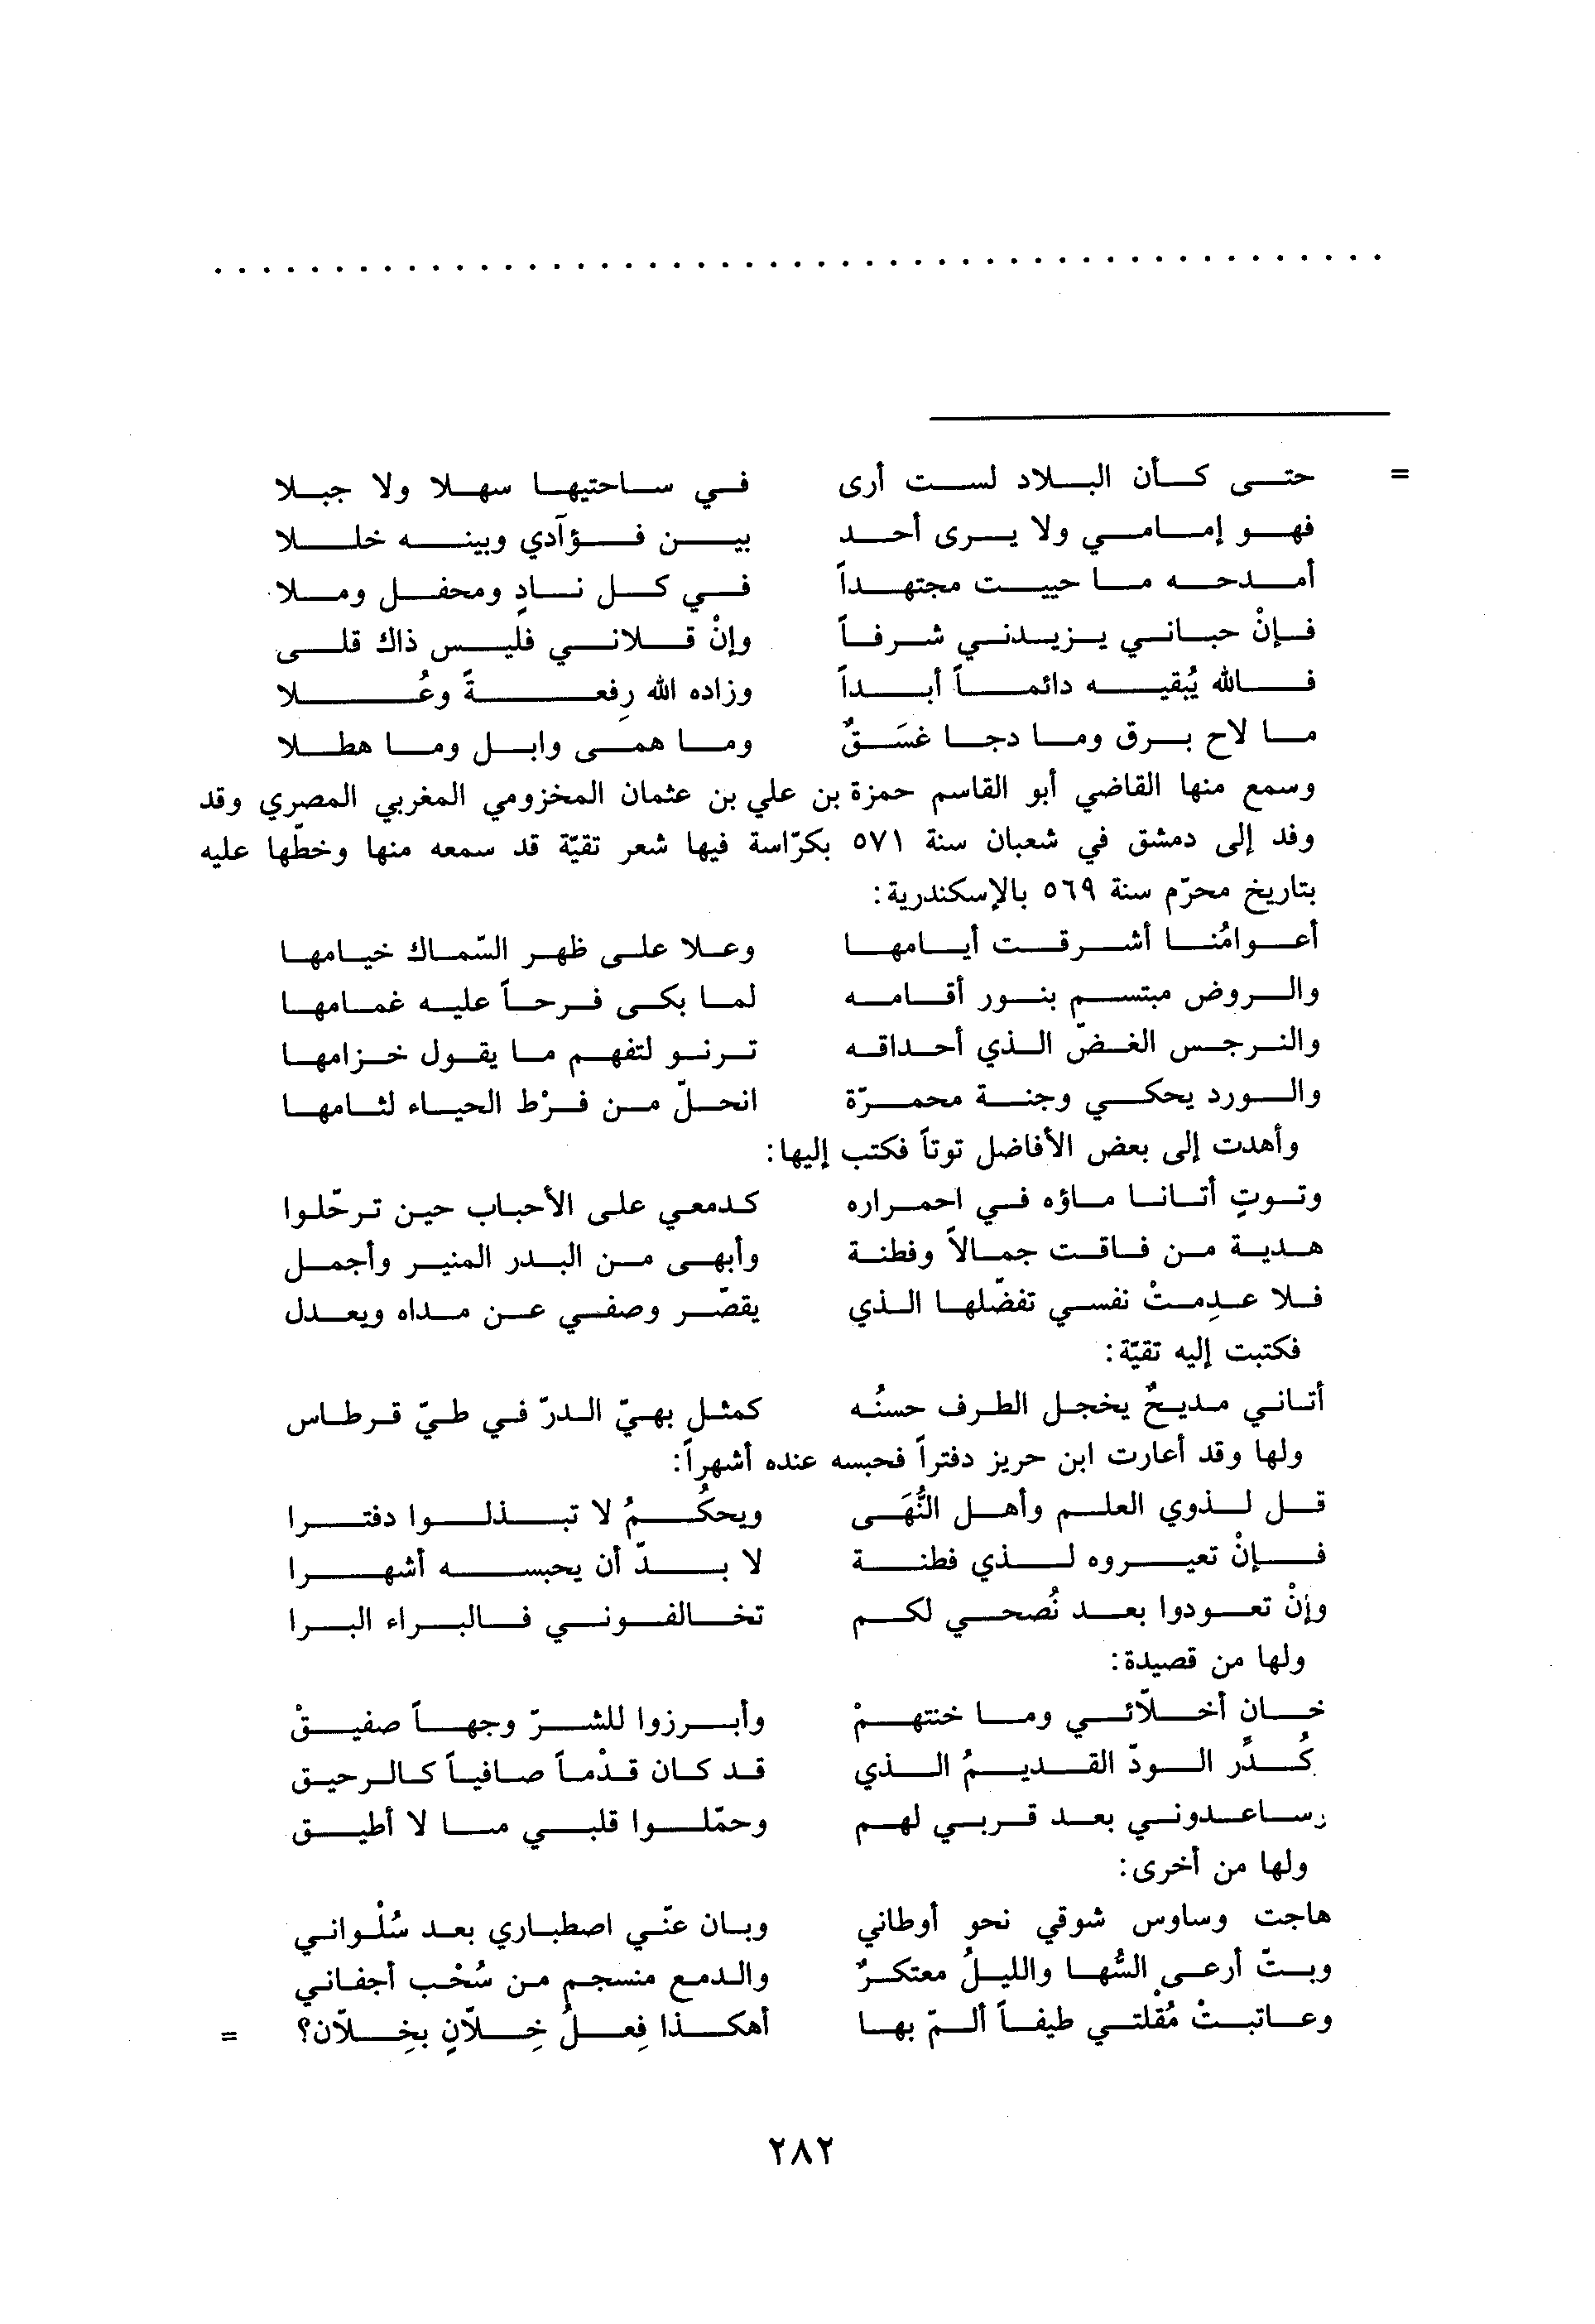 . . . . . . . . . . . . . . . . . . . . . . . . . . . . . . . . . . . . . . . . . . . . . . . . .
= حتى كأن البلاد لست أرى في ساحتيها سهلا ولا جبلا
فهو إمامي ولا يرى أحد بين فؤآدي وبينه خللا
أمدحه ما حييت مجتهداً في كل نادٍ ومحفل وملا
فإنْ حباني يزيدني شرفاً وإنْ قلاني فليس ذاك قلى
فالله يُبقيه دائماً أبداً وزاده الله رِفعةً وعُلا
ما لاح برق وما دجا غسَقٌ وما همى وابل وما هطلا
وسمع منها القاضي أبو القاسم حمزة بن علي بن عثمان المخزومي المغربي المصري وقد
وفد إلى دمشق في شعبان سنة ٥٧١ بكرّاسة فيها شعر تقيّة قد سمعه منها وخطّها عليه
بتاريخ محرّم سنة ٥٦٩ بالإسكندرية:
أعوامُنا أشرقت أيامها وعلا على ظهر السّماك خيامها
والروض مبتسم بنور أقامه لما بكى فرحاً عليه غمامها
والنرجس الغضّ الذي أحداقه ترنو لتفهم ما يقول خزامها
والورد يحكي وجنة محمرّة انحلّ من فرْط الحياء لثامها
وأهدت إلى بعض الأفاضل توتاً فكتب إليها:
وتوتٍ أتانا ماؤه في احمراره كدمعي على الأحباب حين ترحّلوا
هدية من فاقت جمالاً وفطنة وأبهى من البدر المنير وأجمل
فلا عدِمتْ نفسي تفضّلها الذي يقصّر وصفي عن مداه ويعدل
فكتبت إليه تقيّة:
أتاني مديحٌ يخجل الطرف حسنُه كمثل بهيّ الدرّ في طيّ قرطاس
ولها وقد أعارت ابن حريز دفتراً فحبسه عنده أشهراً:
قل لذوي العلم وأهل النُّهَى ويحكُمُ لا تبذلوا دفترا
فإنْ تعيروه لذي فطنة لا بدّ أن يحبسه أشهرا
وإنْ تعودوا بعد نُصحي لكم تخالفوني فالبراء البرا
ولها من قصيدة:
خان أخلّائي وما خنتهمْ وأبرزوا للشرّ وجهاً صفيقْ
كُدِّر الودّ القديمُ الذي قد كان قدْماً صافياً كالرحيق
رساعدوني بعد قربي لهم وحمّلوا قلبي ما لا أطيق
ولها من أخرى:
هاجت وساوس شوقي نحو أوطاني وبان عنّي اصطباري بعد سُلْواني
وبتّ أرعى السُّها والليلُ معتكرٌ والدمع منسجم من سُحْب أجفاني
وعاتبتْ مُقْلتي طيفاً ألمّ بها أهكذا فِعلُ خِلاّنٍ بخِلاّن؟ =
٢٨٢